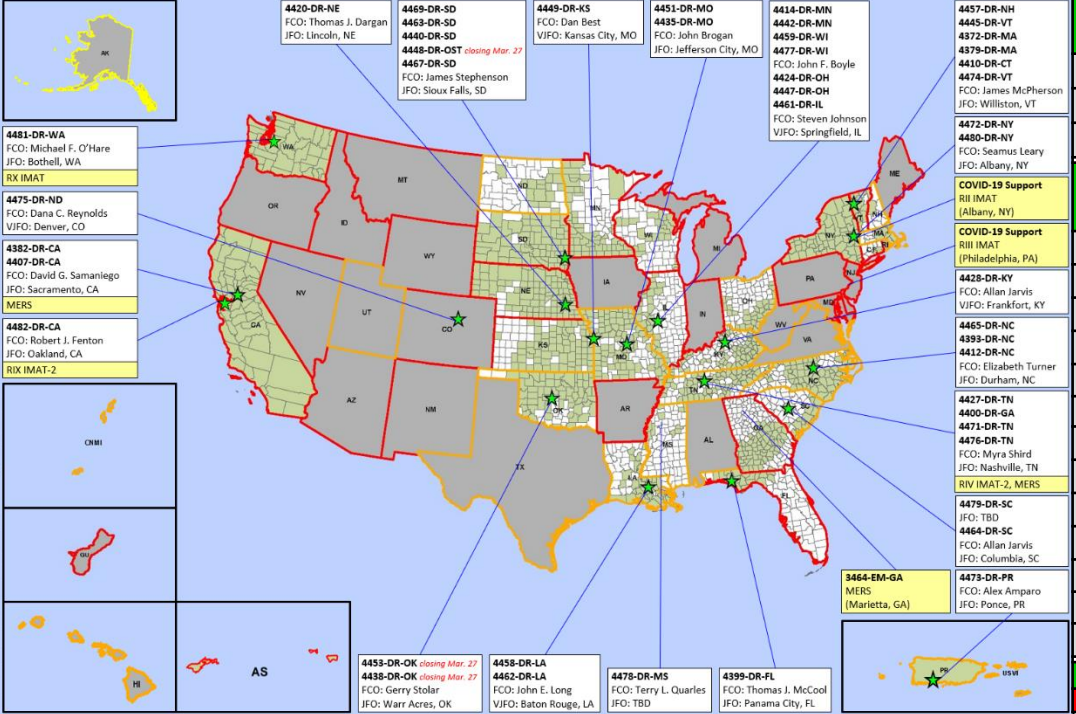 4420-DR-NE
FCO: Thomas J. Dargan
JFO: Lincoln, NE
4469-DR-SD
4463-DR-SD
4440-DR-SD
4448-DR-OST closing Mar. 27
4467-DR-SD
FCO: James Stephenson
JFO: Sioux Falls, SD
4449-DR-KS
FCO: Dan Best
VJFO: Kansas City, MO
4451-DR-MO
4435-DR-MO
FCO: John Brogan
JFO: Jefferson City, MO
4414-DR-MN
4442-DR-MN
4459-DR-WI
4477-DR-WI
FCO: John F. Boyle
4424-DR-OH
4447-DR-OH
4461-DR-IL
FCO: Steven Johnson
VJFO: Springfield, IL
4457-DR-NH
4445-DR-VT
4372-DR-MA
4379-DR-MA
4410-DR-CT
4474-DR-VT
FCO: James McPherson
JFO: Williston, VT
4472-DR-NY
4480-DR-NY
FCO: Seamus Leary
JFO: Albany, NY
COVID-19 Support
RII IMAT
(Albany, NY)
COVID-19 Support
RIII IMAT
(Philadelphia, PA)
4428-DR-KY
FCO: Allan Jarvis
VJFO: Frankfort, KY
4465-DR-NC
4393-DR-NC
4412-DR-NC
FCO: Elizabeth Turner
JFO: Durham, NC
4427-DR-TN
4400-DR-GA
4471-DR-TN
4476-DR-TN
FCO: Myra Shird
JFO: Nashville, TN
RIV IMAT-2, MERS
4479-DR-SC
JFO: TBD
4464-DR-SC
FCO: Allan Jarvis
JFO: Columbia, SC
3464-EM-GA
MERS
(Marietta, GA)
4473-DR-PR
FCO: Alex Amparo
JFO: Ponce, PR
4481-DR-WA
FCO: Michael F. O'Hare
JFO: Bothell, WA
RX IMAT
4475-DR-ND
FCO: Dana C. Reynolds
VJFO: Denver, CO
4382-DR-CA
4407-DR-CA
FCO: David G. Samaniego
JFO: Sacramento, CA
MERS
4482-DR-CA
FCO: Robert J. Fenton
JFO: Oakland, CA
RIX IMAT-2
4453-DR-OK closing Mar. 27
4438-DR-OK closing Mar. 27
FCO: Gerry Stolar
JFO: Warr Acres, OK
4458-DR-LA
4462-DR-LA
FCO: John E. Long
VJFO: Baton Rouge, LA
4478-DR-MS
FCO: Terry L. Quarles
JFO: TBD
4399-DR-FL
FCO: Thomas J. McCool
JFO: Panama City, FL
AK
WA
MT
ND
MN
ME
OR
ID
SD
WI
MI
NY
NH
MA
RI
WY
NE
IA
PA
NJ
NV
UT
CO
IL
IN
OH
WV
MD
VA
CA
KS
MO
KY
NC
AZ
NM
OK
AR
TN
SC
TX
LA
MS
AL
GA
FL
CNMI
GU
HI
AS
PR
USVI